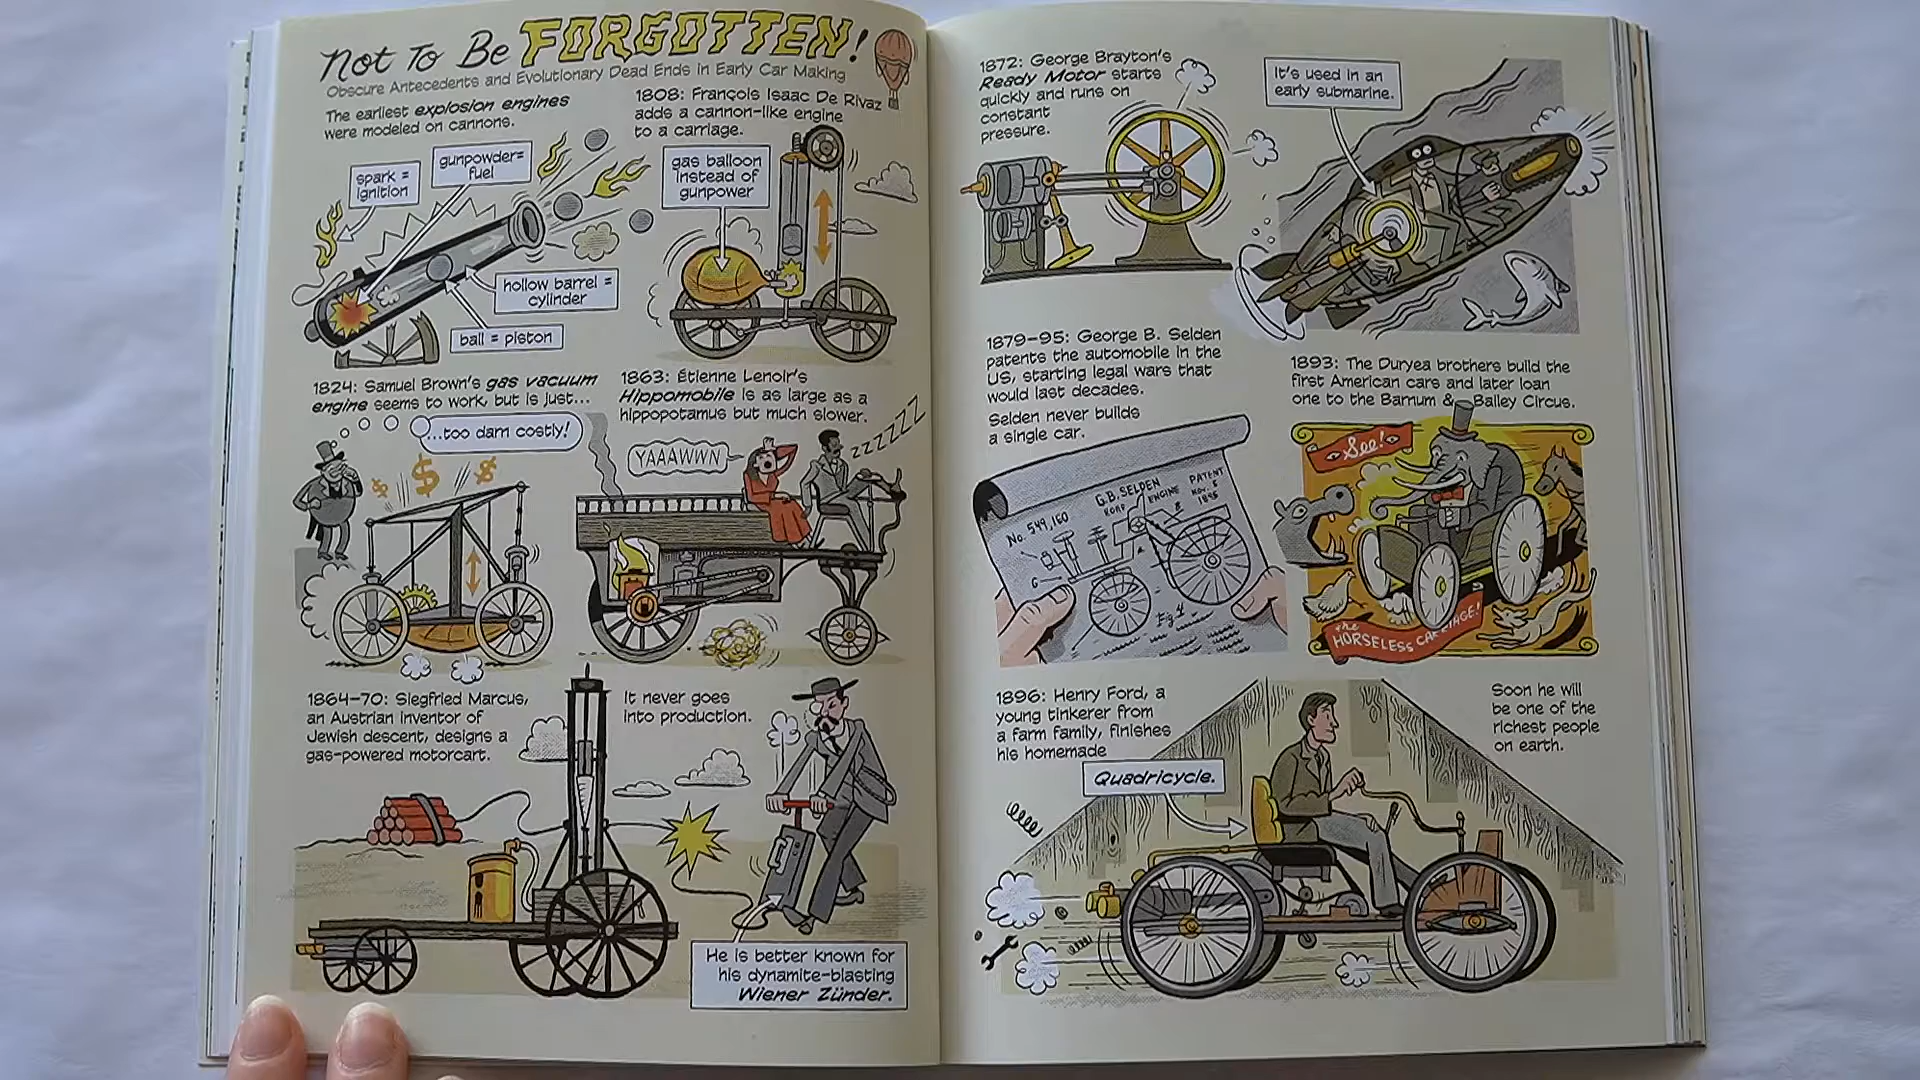 Not To Be FORGOTTEN!
Obscure Antecedents and Evolutionary Dead Ends in Early Car Making
The earliest explosion engines
were modeled on cannons.
spark =
ignition
gunpowder=
fuel
hollow barrel =
cylinder
ball = piston
1808: François Isaac De Rivaz
adds a cannon-like engine
to a carriage.
gas balloon
instead of
gunpower
1824: Samuel Brown's gas vacuum
engine seems to work, but is just...
...too darn costly!
$ $ $
1863: Étienne Lenoir's
Hippomobile is as large as a
hippopotamus but much slower.
YAAAWWN
ZZZZZZZ
1864–70: Siegfried Marcus,
an Austrian inventor of
Jewish descent, designs a
gas-powered motorcart.
It never goes
into production.
He is better known for
his dynamite-blasting
Wiener Zünder.
1872: George Brayton's
Ready Motor starts
quickly and runs on
constant
pressure.
It's used in an
early submarine.
1879–95: George B. Selden
patents the automobile in the
US, starting legal wars that
would last decades.
Selden never builds
a single car.
No. 549,160
G.B. SELDEN
ENGINE PATENT
NOV. 5
1895
Fig. 4
1893: The Duryea brothers build the
first American cars and later loan
one to the Barnum & Bailey Circus.
See!
the
HORSELESS CARRIAGE!
1896: Henry Ford, a
young tinkerer from
a farm family, finishes
his homemade
Quadricycle.
Soon he will
be one of the
richest people
on earth.